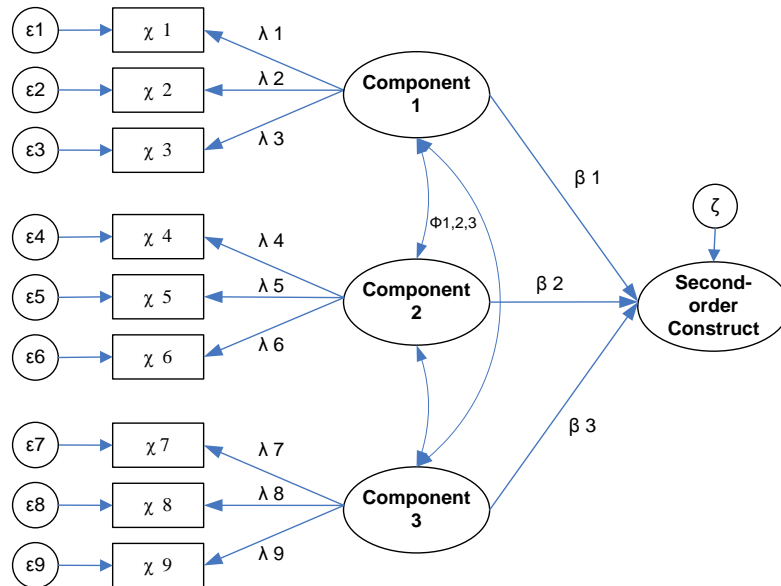 ε1
χ 1
λ 1
ε2
χ 2
λ 2
ε3
χ 3
λ 3
Component
1
β 1
ε4
χ 4
λ 4
ε5
χ 5
λ 5
ε6
χ 6
λ 6
Φ1,2,3
Component
2
β 2
ζ
Second-
order
Construct
ε7
χ 7
λ 7
ε8
χ 8
λ 8
ε9
χ 9
λ 9
Component
3
β 3